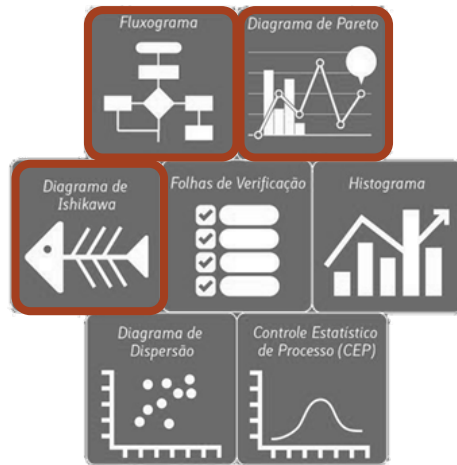 Fluxograma
Diagrama de Pareto
Diagrama de
Ishikawa
Folhas de Verificação
Histograma
Diagrama de
Dispersão
Controle Estatístico
de Processo (CEP)